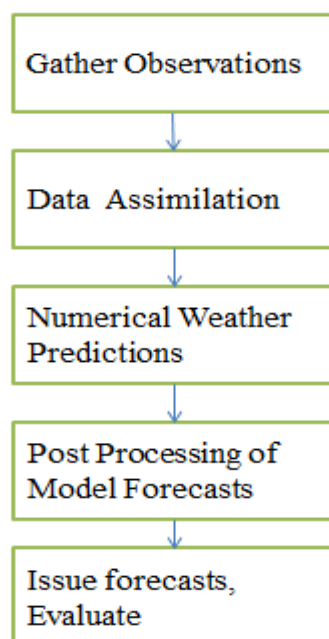 Gather Observations
Data Assimilation
Numerical Weather
Predictions
Post Processing of
Model Forecasts
Issue forecasts,
Evaluate